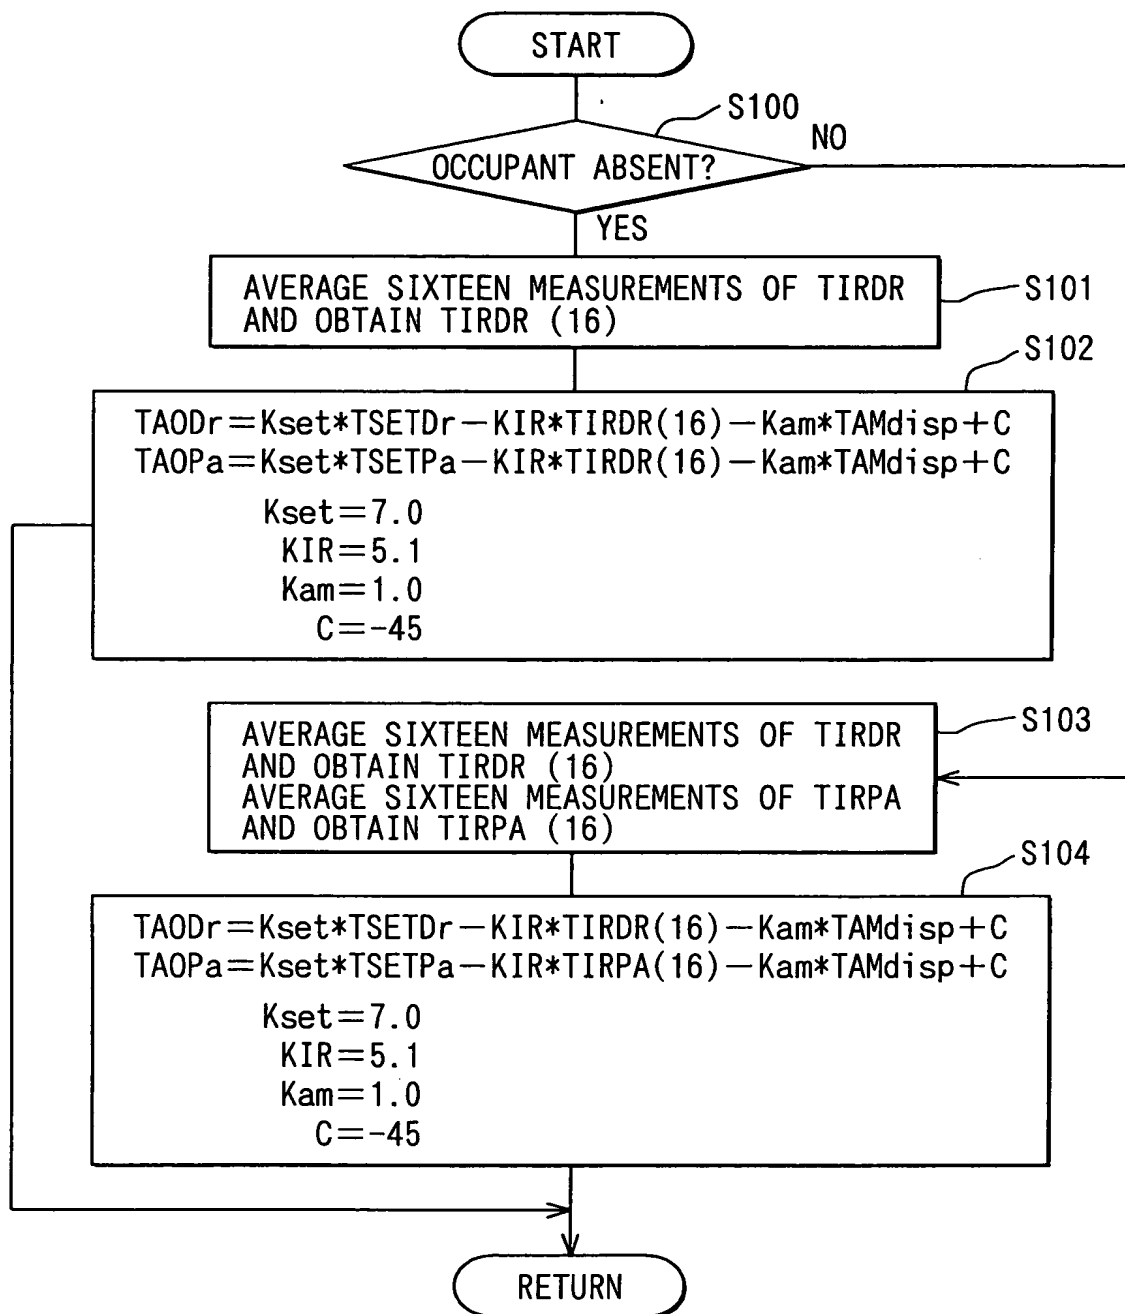 START
S100
NO
OCCUPANT ABSENT?
YES
AVERAGE SIXTEEN MEASUREMENTS OF TIRDR
AND OBTAIN TIRDR (16)
S101
S102
TAODr=Kset*TSETDr−KIR*TIRDR(16)−Kam*TAMdisp+C
TAOPa=Kset*TSETPa−KIR*TIRDR(16)−Kam*TAMdisp+C
Kset=7.0
KIR=5.1
Kam=1.0
C=-45
S103
AVERAGE SIXTEEN MEASUREMENTS OF TIRDR
AND OBTAIN TIRDR (16)
AVERAGE SIXTEEN MEASUREMENTS OF TIRPA
AND OBTAIN TIRPA (16)
S104
TAODr=Kset*TSETDr−KIR*TIRDR(16)−Kam*TAMdisp+C
TAOPa=Kset*TSETPa−KIR*TIRPA(16)−Kam*TAMdisp+C
Kset=7.0
KIR=5.1
Kam=1.0
C=-45
RETURN